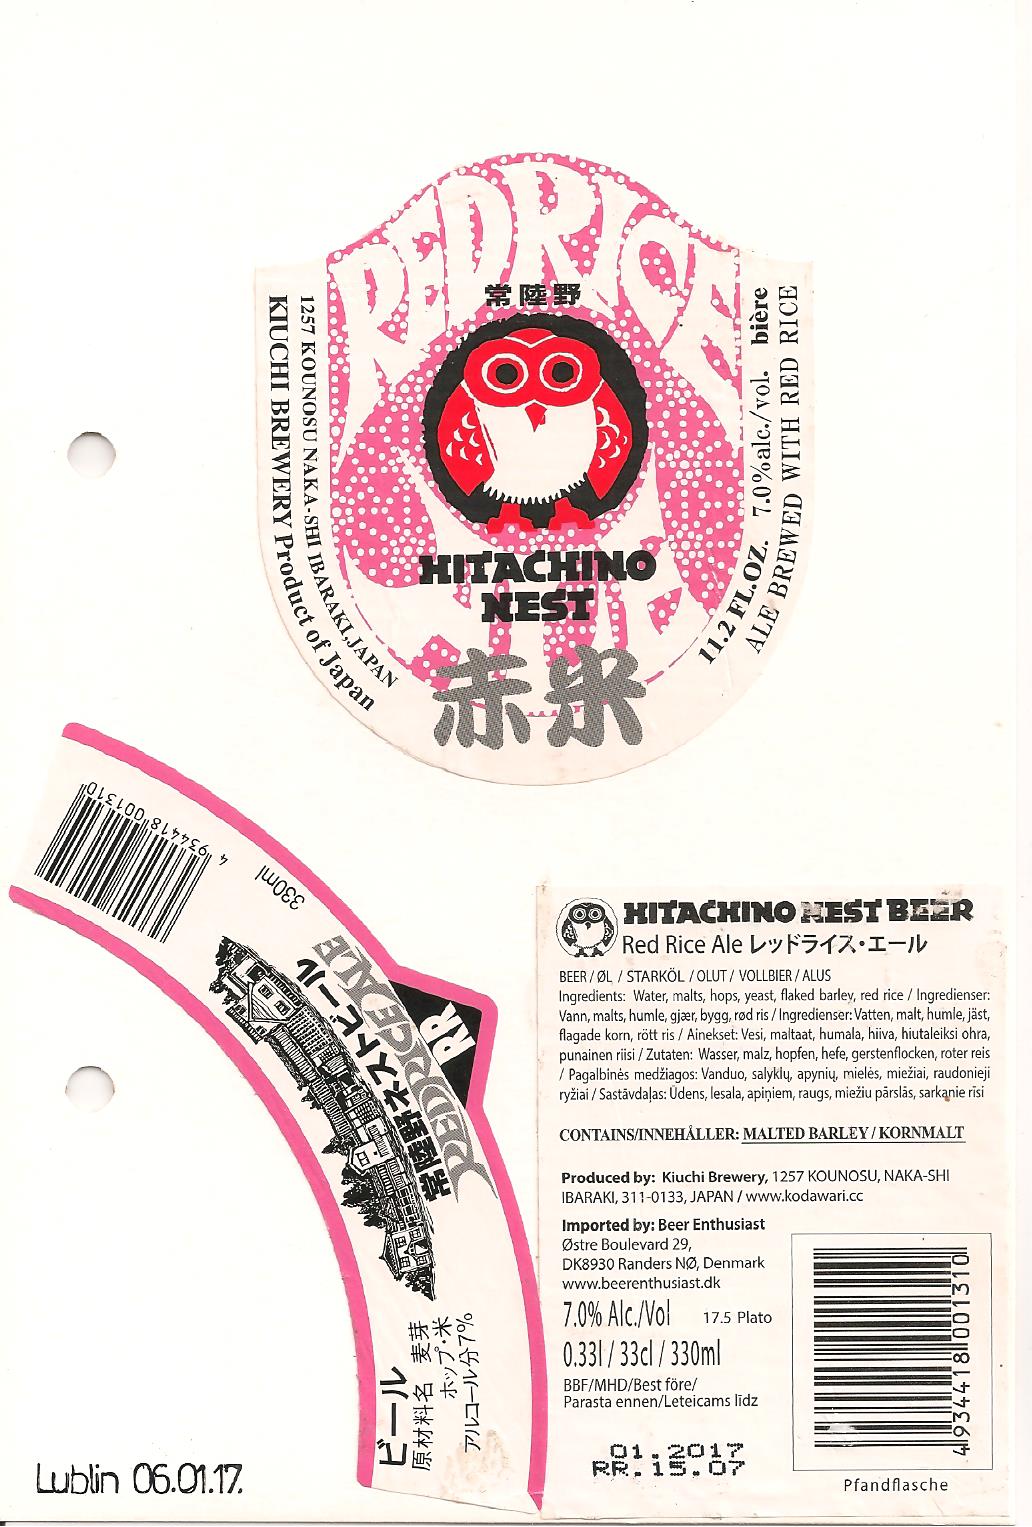 RED RICE
ALE
常陸野
HITACHINO
NEST
赤米
1257 KOUNOSU NAKA-SHI IBARAKI,JAPAN
KIUCHI BREWERY Product of Japan
11.2 FL.OZ. 7.0%alc./vol. bière
ALE BREWED WITH RED RICE
4 934418 001310
330ml
RR
RED RICE ALE
常陸野ネストビール
ビール
原材料名 麦芽
ホップ・米
アルコール分7%
HITACHINO NEST BEER
Red Rice Ale レッドライス・エール
BEER / ØL / STARKÖL / OLUT / VOLLBIER / ALUS
Ingredients: Water, malts, hops, yeast, flaked barley, red rice / Ingredienser:
Vann, malts, humle, gjær, bygg, rød ris / Ingredienser: Vatten, malt, humle, jäst,
flagade korn, rött ris / Ainekset: Vesi, maltaat, humala, hiiva, hiutaleiksi ohra,
punainen riisi / Zutaten: Wasser, malz, hopfen, hefe, gerstenflocken, roter reis
/ Pagalbinės medžiagos: Vanduo, salyklų, apynių, mielės, miežiai, raudonieji
ryžiai / Sastāvdaļas: Ūdens, lesala, apiņiem, raugs, miežiu pārslās, sarkanie rīsi
CONTAINS/INNEHÅLLER: MALTED BARLEY / KORNMALT
Produced by: Kiuchi Brewery, 1257 KOUNOSU, NAKA-SHI
IBARAKI, 311-0133, JAPAN / www.kodawari.cc
Imported by: Beer Enthusiast
Østre Boulevard 29,
DK8930 Randers NØ, Denmark
www.beerenthusiast.dk
7.0% Alc./Vol 17.5 Plato
0.33l / 33cl / 330ml
BBF/MHD/Best före/
Parasta ennen/Leteicams līdz
01.2017
RR.15.07
4 934418 001310
Pfandflasche
Lublin 06.01.17.